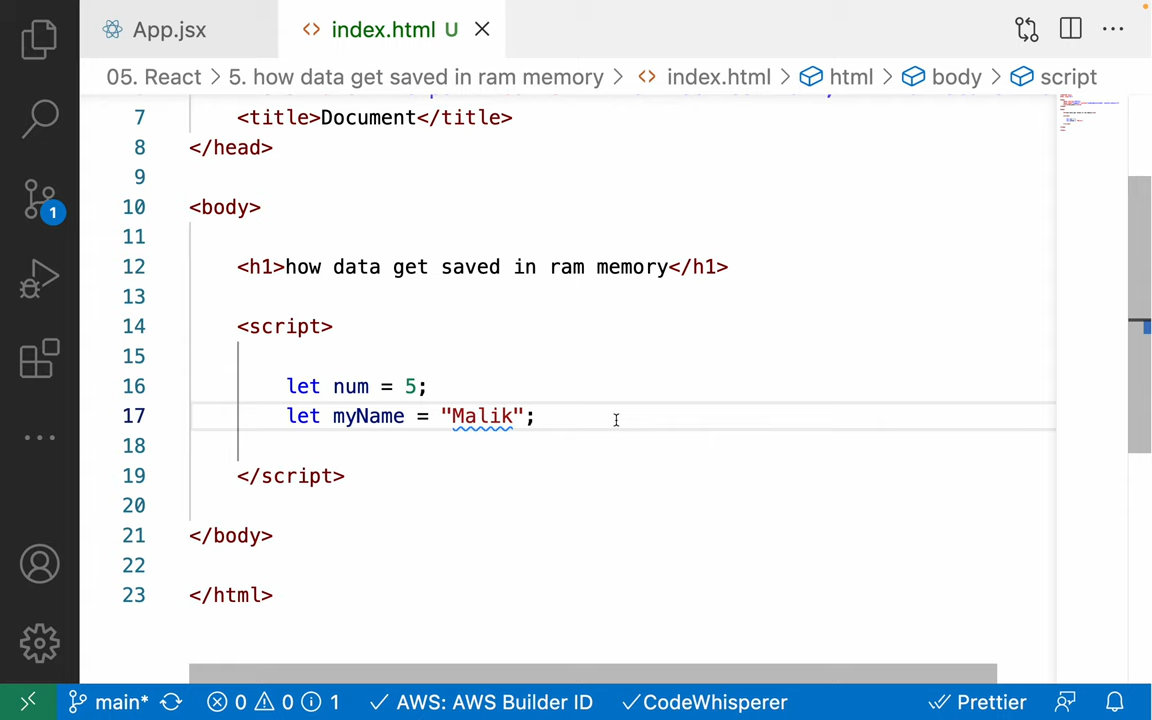 App.jsx
index.html U
05. React > 5. how data get saved in ram memory > index.html > html > body > script
7 <title>Document</title>
8 </head>
9
10 <body>
11
12 <h1>how data get saved in ram memory</h1>
13
14 <script>
15
16 let num = 5;
17 let myName = "Malik";
18
19 </script>
20
21 </body>
22
23 </html>
1
main* 0 0 1 AWS: AWS Builder ID CodeWhisperer Prettier